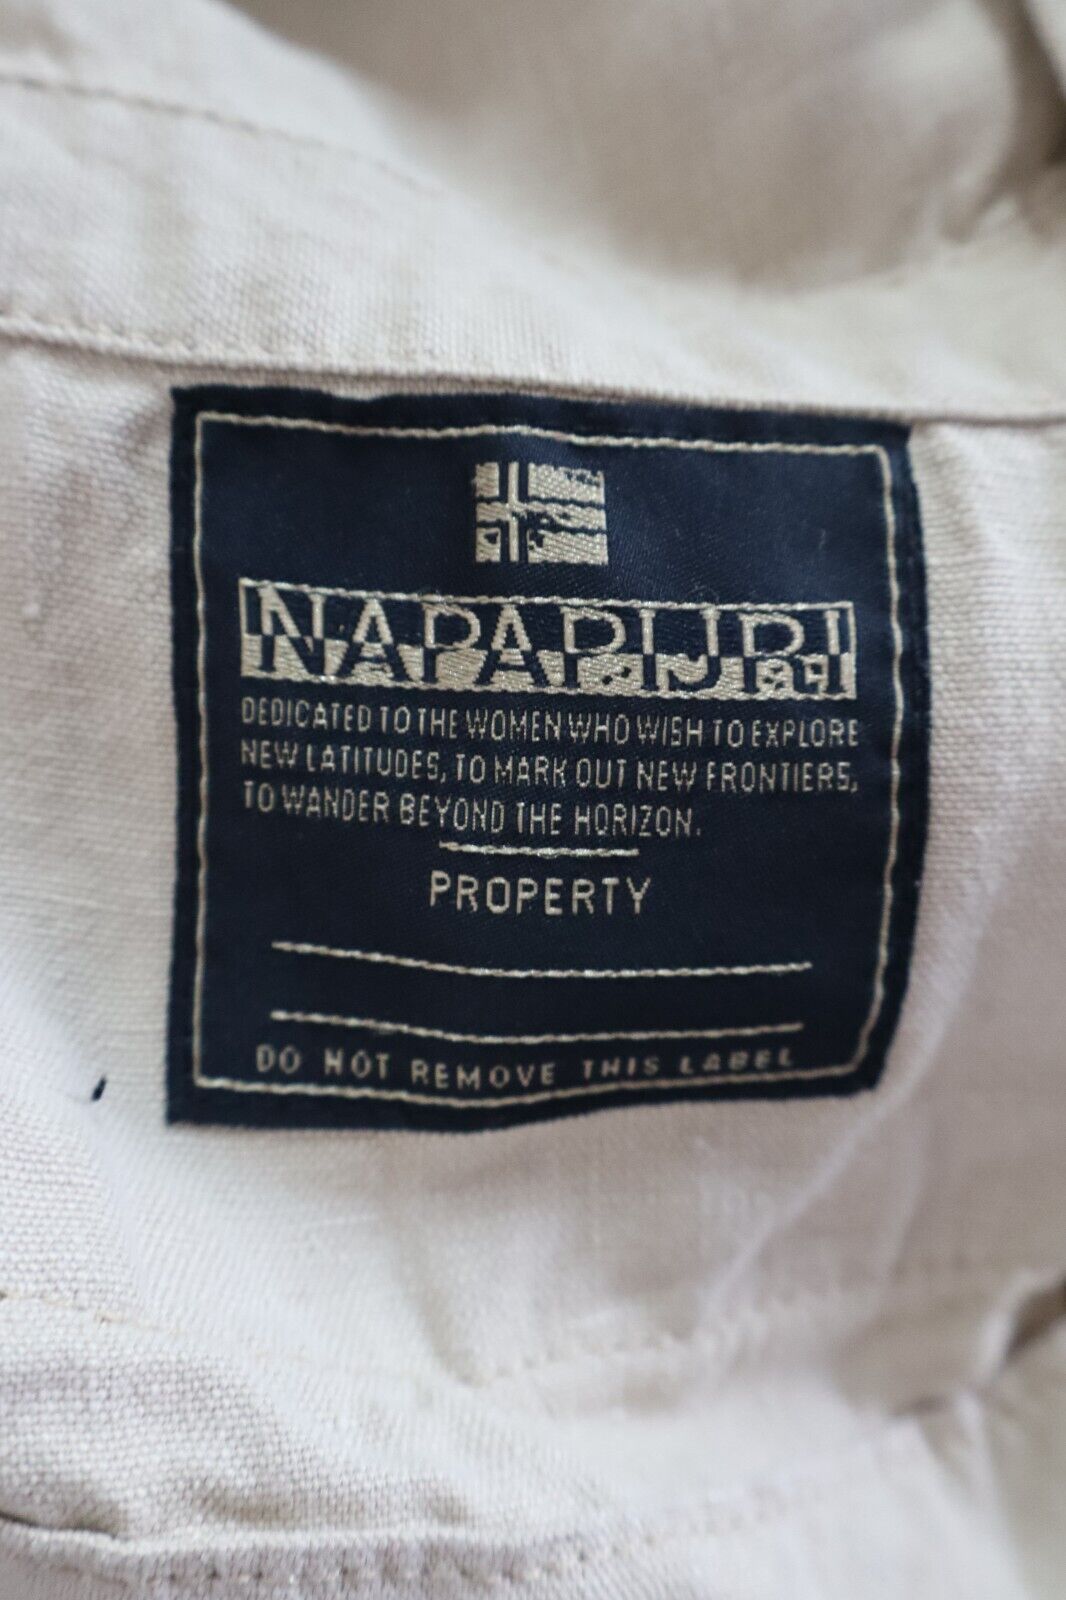 NAPAPIJRI
DEDICATED TO THE WOMEN WHO WISH TO EXPLORE
NEW LATITUDES, TO MARK OUT NEW FRONTIERS,
TO WANDER BEYOND THE HORIZON.
PROPERTY
DO NOT REMOVE THIS LABEL